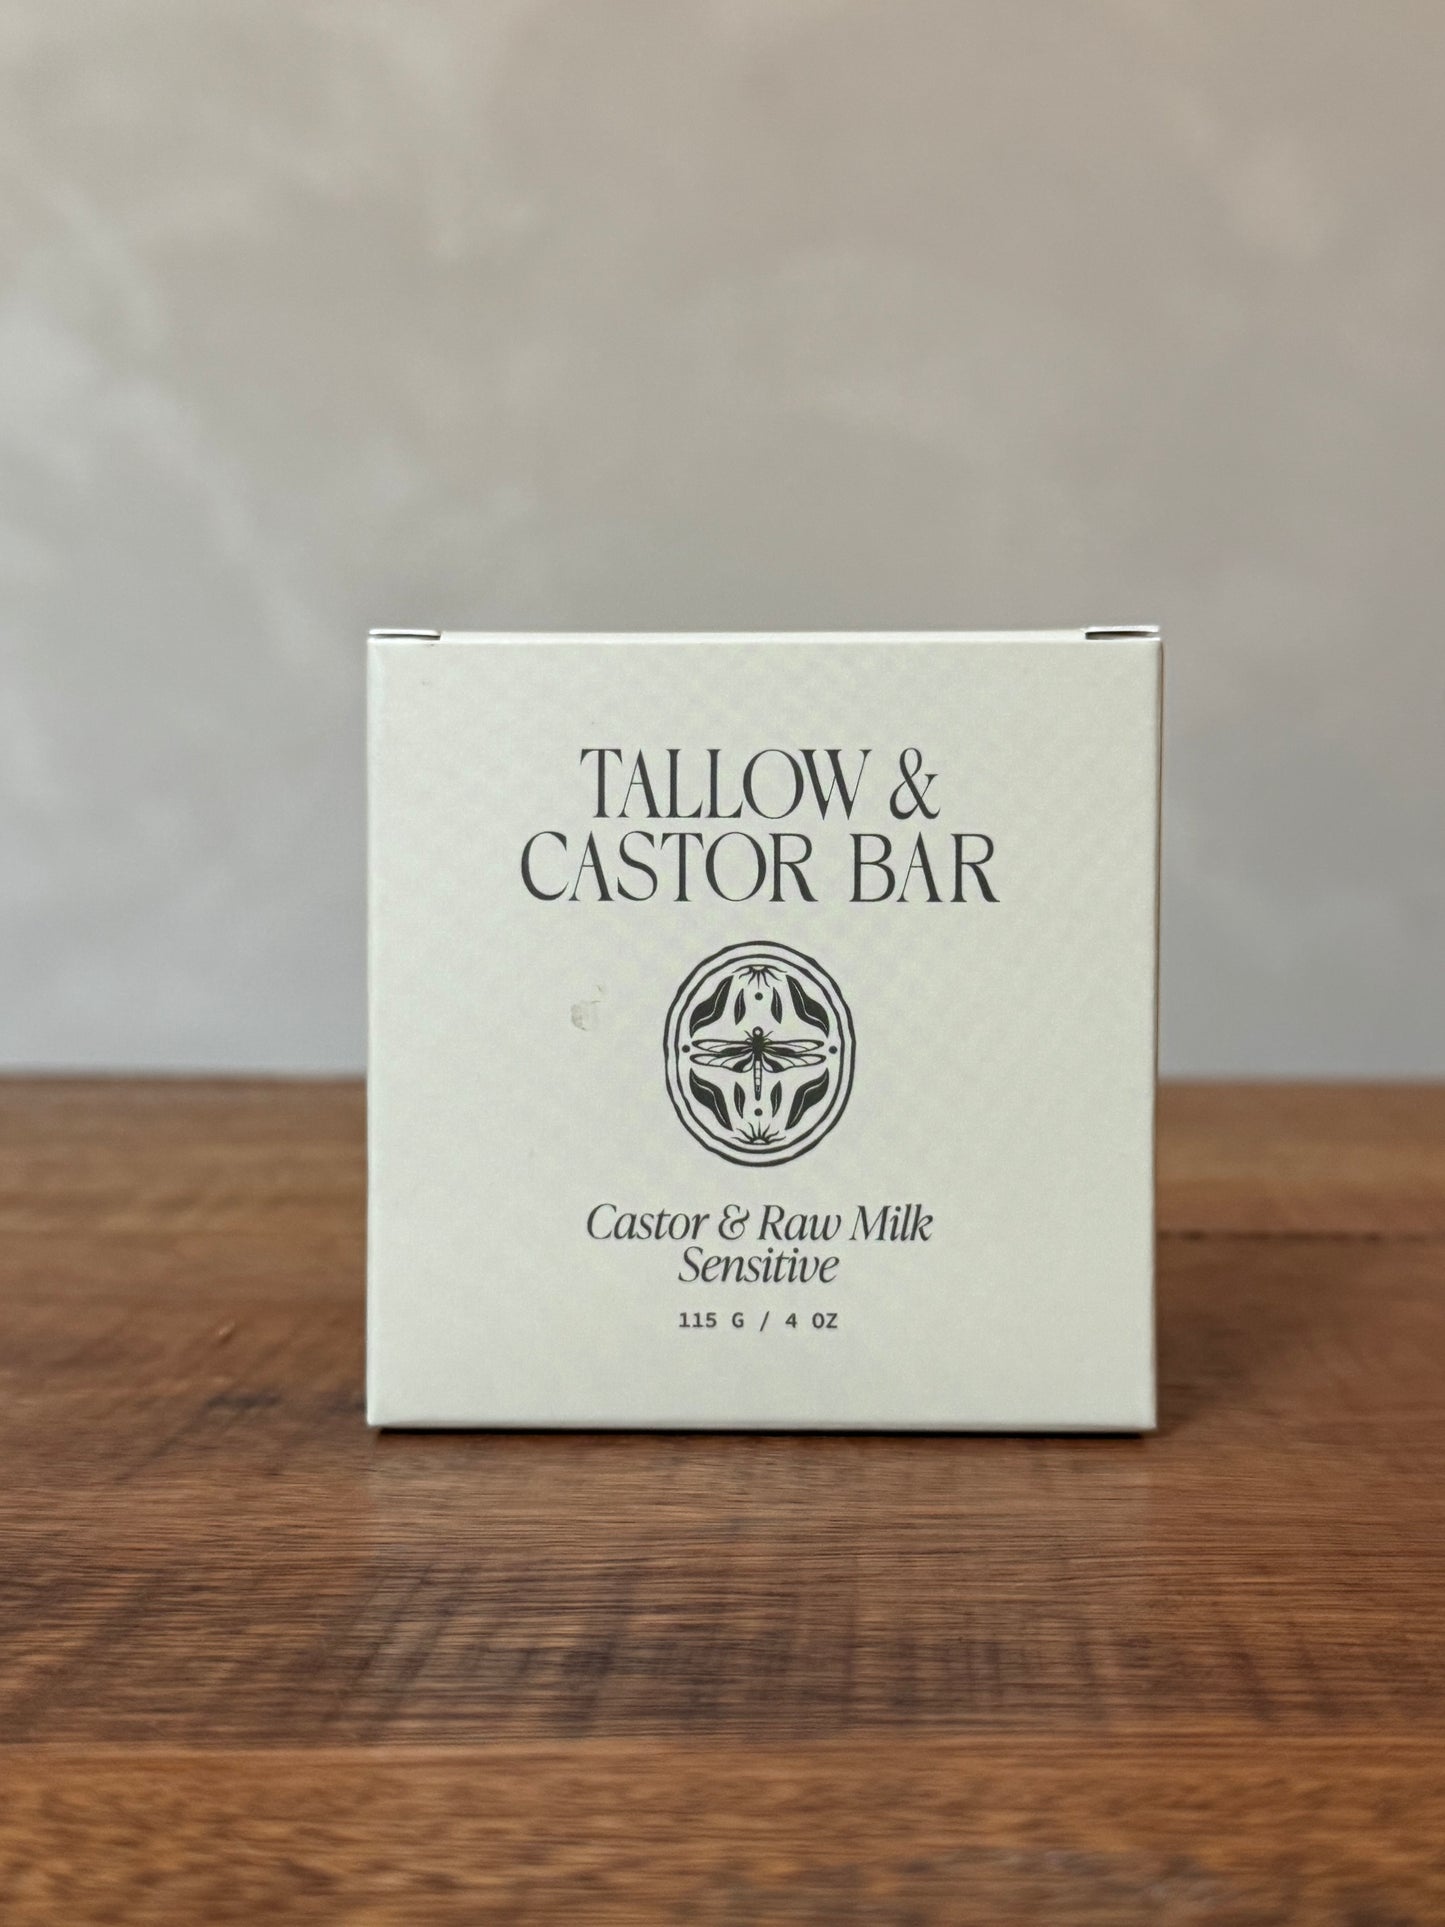 TALLOW &
CASTOR BAR
Castor & Raw Milk
Sensitive
115 G / 4 OZ